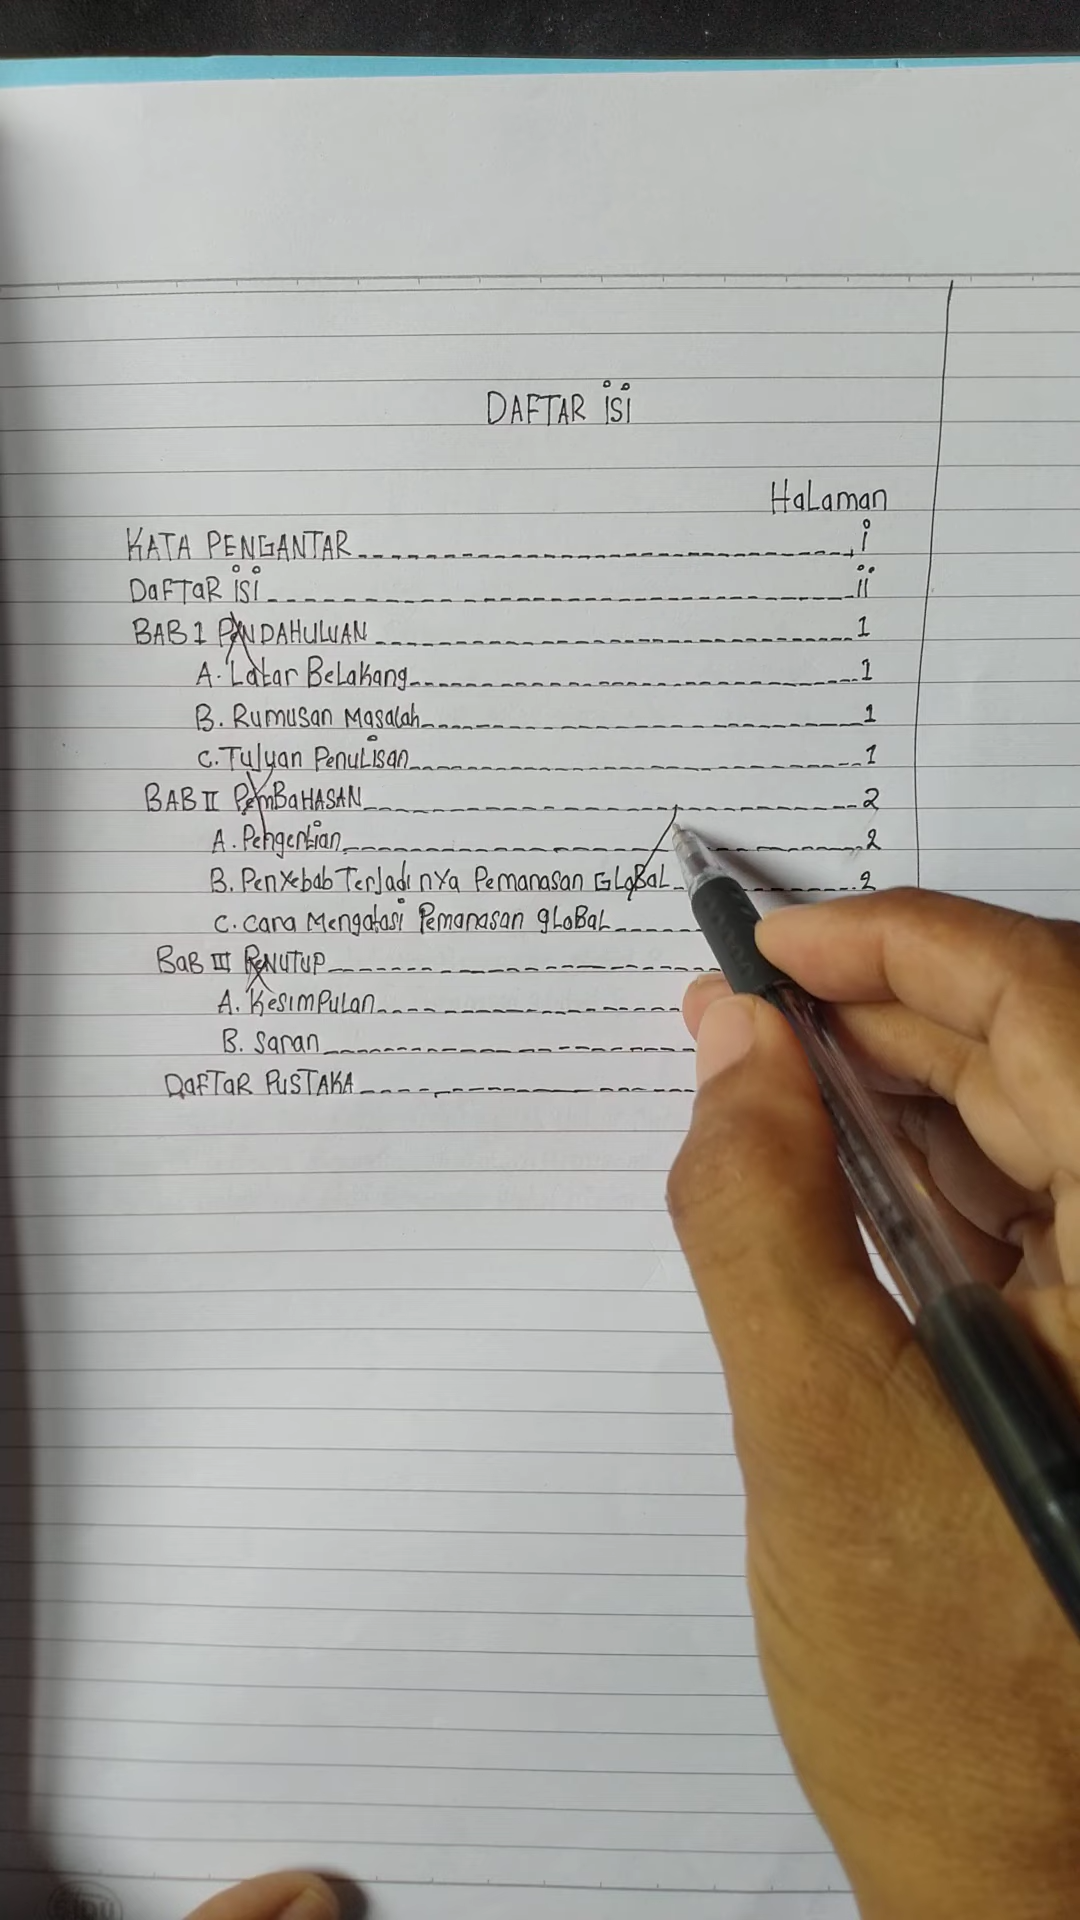 DAFTAR ISI
HaLaman
KATA PENGANTAR i
DaFTaR isi ii
BAB 1 PENDAHULUAN 1
A. Latar BeLakang 1
B. Rumusan MasaLah 1
C. Tujuan PenuLisan 1
BAB II PemBaHASAN 2
A. Pengertian 2
B. Penyebab Terjadinya Pemanasan GLoBaL 2
C. Cara Mengatasi Pemanasan gLoBaL
BaB III PENUTUP
A. KesimPuLan
B. Saran
DaFTaR PUSTAKA